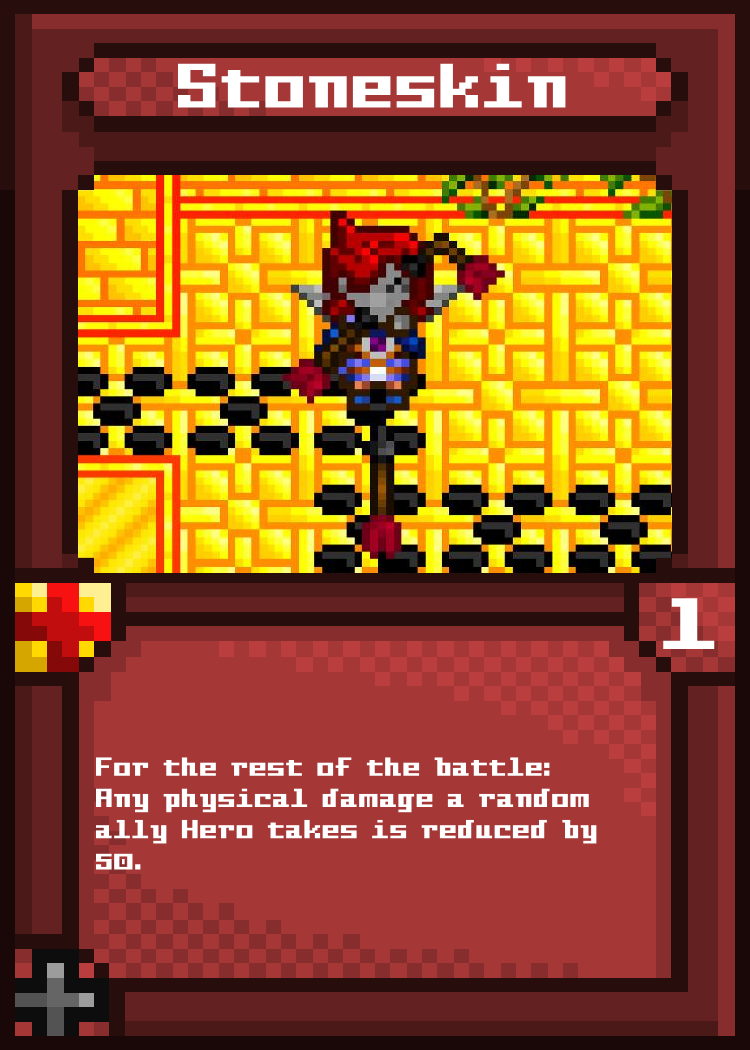 Stoneskin
1
For the rest of the battle:
Any physical damage a random
ally Hero takes is reduced by
50.